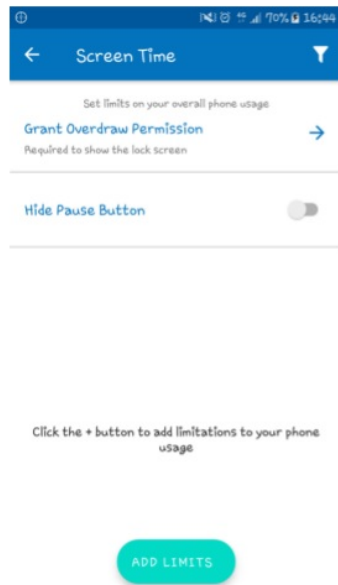 70% 16:44
Screen Time
Set limits on your overall phone usage
Grant Overdraw Permission
Required to show the lock screen
Hide Pause Button
Click the + button to add limitations to your phone
usage
ADD LIMITS